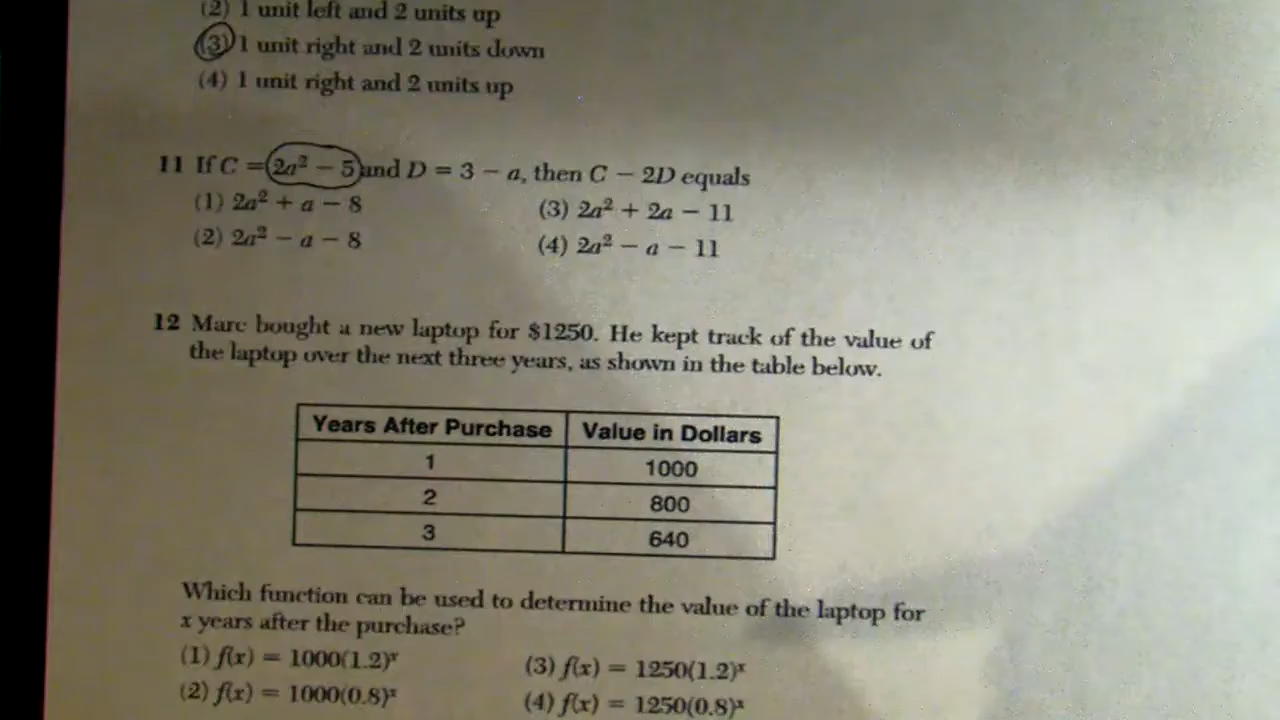 (2) 1 unit left and 2 units up
(3) 1 unit right and 2 units down
(4) 1 unit right and 2 units up
11 If C = 2a² − 5 and D = 3 − a, then C − 2D equals
(1) 2a² + a − 8 (3) 2a² + 2a − 11
(2) 2a² − a − 8 (4) 2a² − a − 11
12 Marc bought a new laptop for $1250. He kept track of the value of
the laptop over the next three years, as shown in the table below.
Years After Purchase Value in Dollars
1 1000
2 800
3 640
Which function can be used to determine the value of the laptop for
x years after the purchase?
(1) f(x) = 1000(1.2)ˣ (3) f(x) = 1250(1.2)ˣ
(2) f(x) = 1000(0.8)ˣ (4) f(x) = 1250(0.8)ˣ